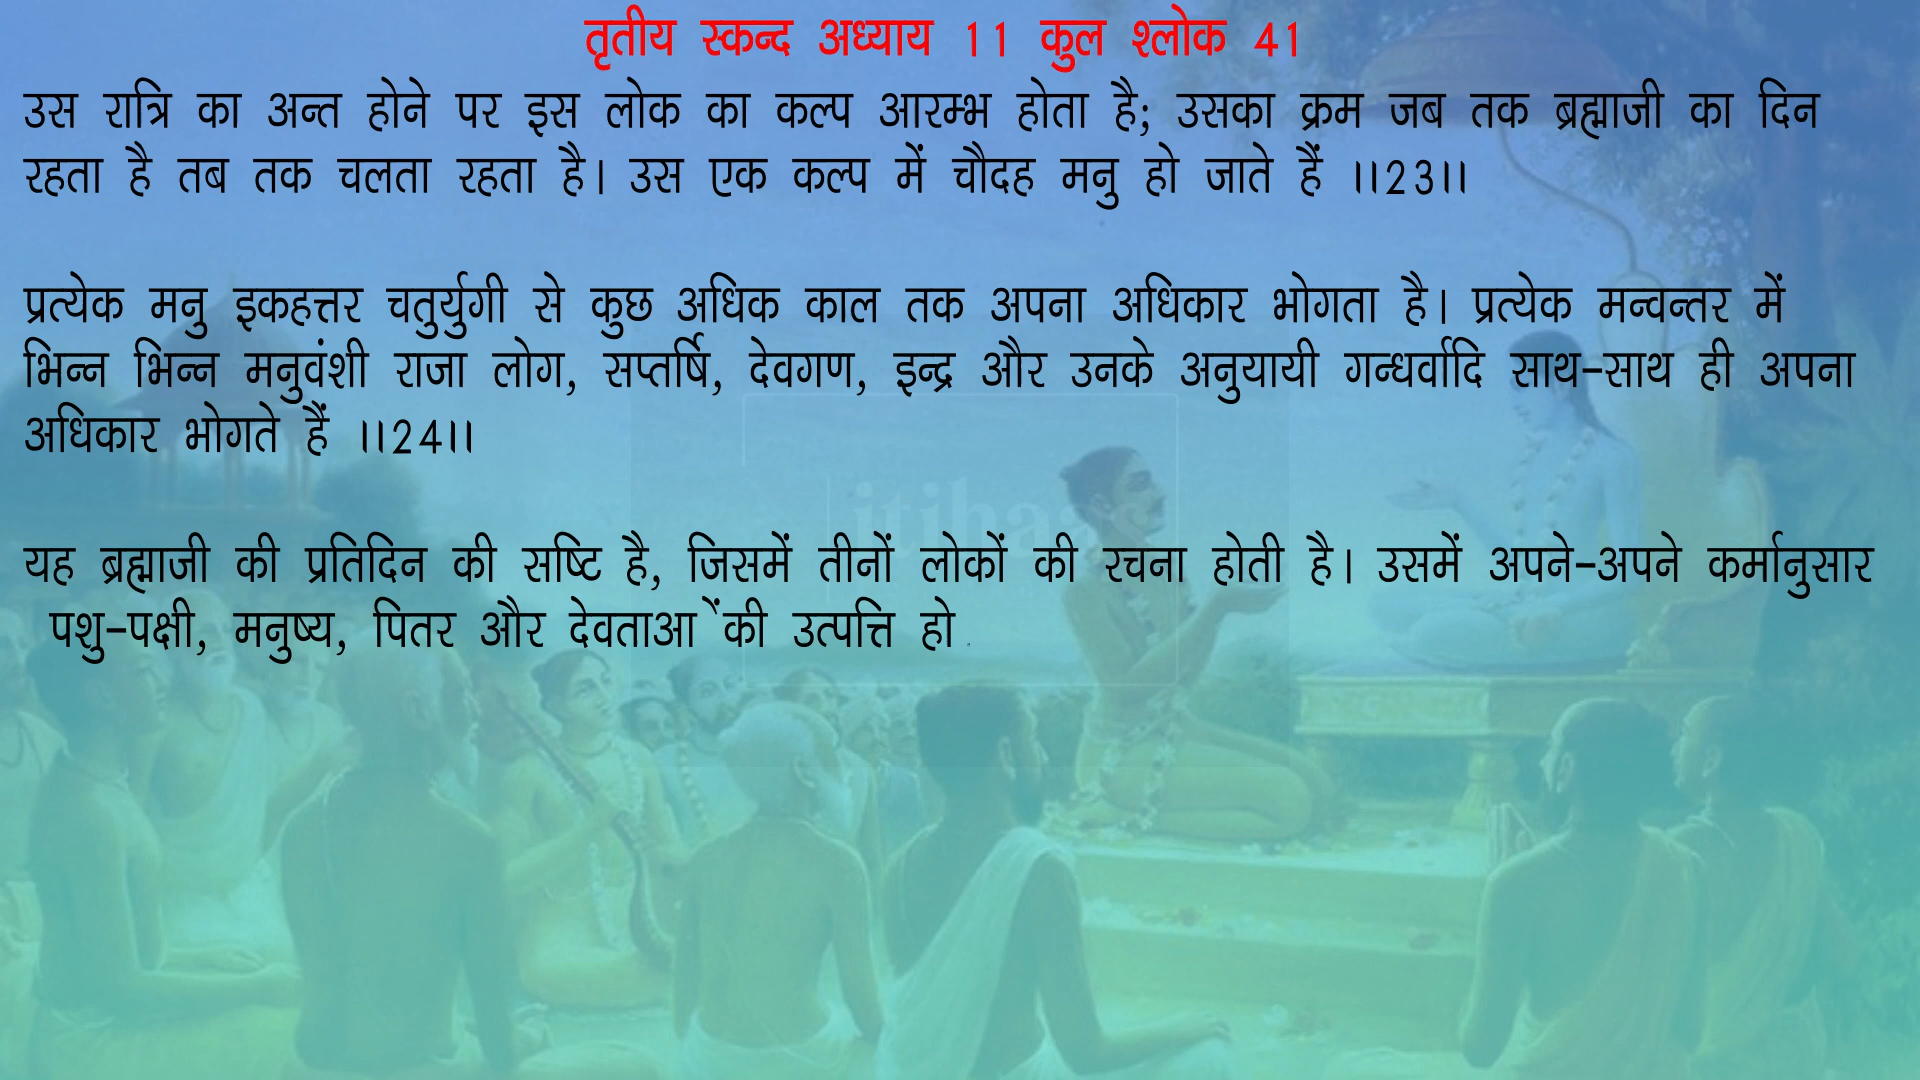 तृतीय स्कन्द अध्याय 11 कुल श्लोक 41
उस रात्रि का अन्त होने पर इस लोक का कल्प आरम्भ होता है; उसका क्रम जब तक ब्रह्माजी का दिन
रहता है तब तक चलता रहता है। उस एक कल्प में चौदह मनु हो जाते हैं ।।23।।
प्रत्येक मनु इकहत्तर चतुर्युगी से कुछ अधिक काल तक अपना अधिकार भोगता है। प्रत्येक मन्वन्तर में
भिन्न भिन्न मनुवंशी राजा लोग, सप्तर्षि, देवगण, इन्द्र और उनके अनुयायी गन्धर्वादि साथ-साथ ही अपना
अधिकार भोगते हैं ।।24।।
यह ब्रह्माजी की प्रतिदिन की सष्टि है, जिसमें तीनों लोकों की रचना होती है। उसमें अपने-अपने कर्मानुसार
पशु-पक्षी, मनुष्य, पितर और देवताओं की उत्पत्ति हो